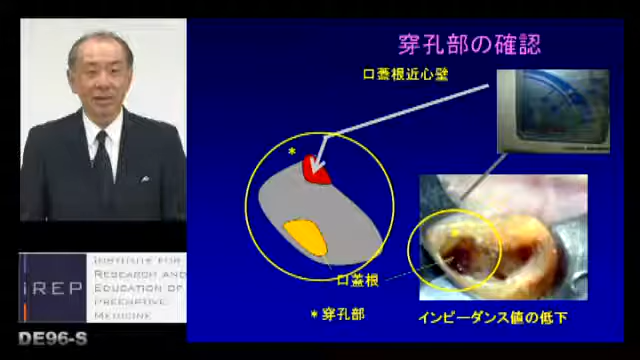 穿孔部の確認
口蓋根近心壁
*
口蓋根
*穿孔部
インピーダンス値の低下
iREP
INSTITUTE FOR
RESEARCH AND
EDUCATION OF
PREEMPTIVE
MEDICINE
DE96-S